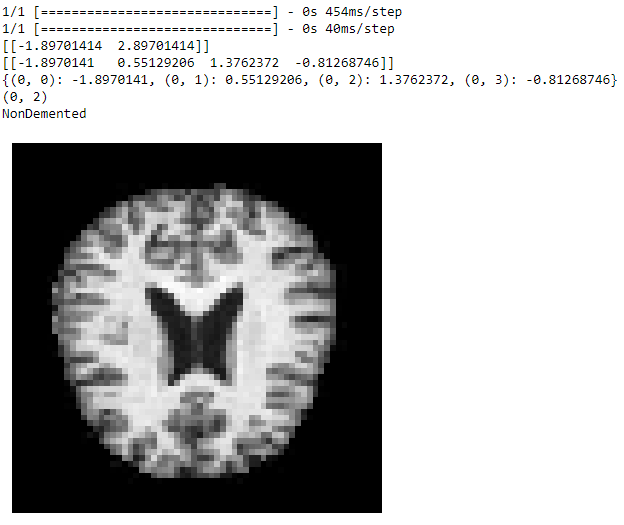 1/1 [==============================] - 0s 454ms/step
1/1 [==============================] - 0s 40ms/step
[[-1.89701414  2.89701414]]
[[-1.8970141   0.55129206  1.3762372  -0.81268746]]
{(0, 0): -1.8970141, (0, 1): 0.55129206, (0, 2): 1.3762372, (0, 3): -0.81268746}
(0, 2)
NonDemented